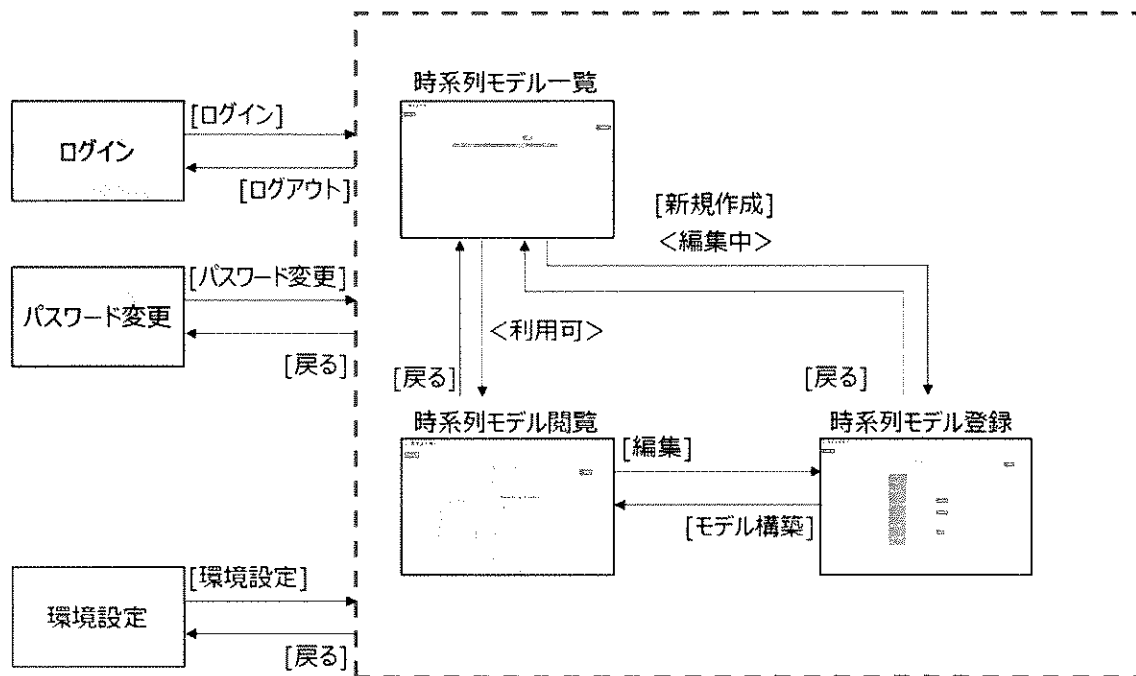 時系列モデル一覧
ログイン
[ログイン]
[ログアウト]
[新規作成]
＜編集中＞
パスワード変更
[パスワード変更]
[戻る]
＜利用可＞
[戻る]
[戻る]
時系列モデル閲覧
時系列モデル登録
[編集]
[モデル構築]
環境設定
[環境設定]
[戻る]